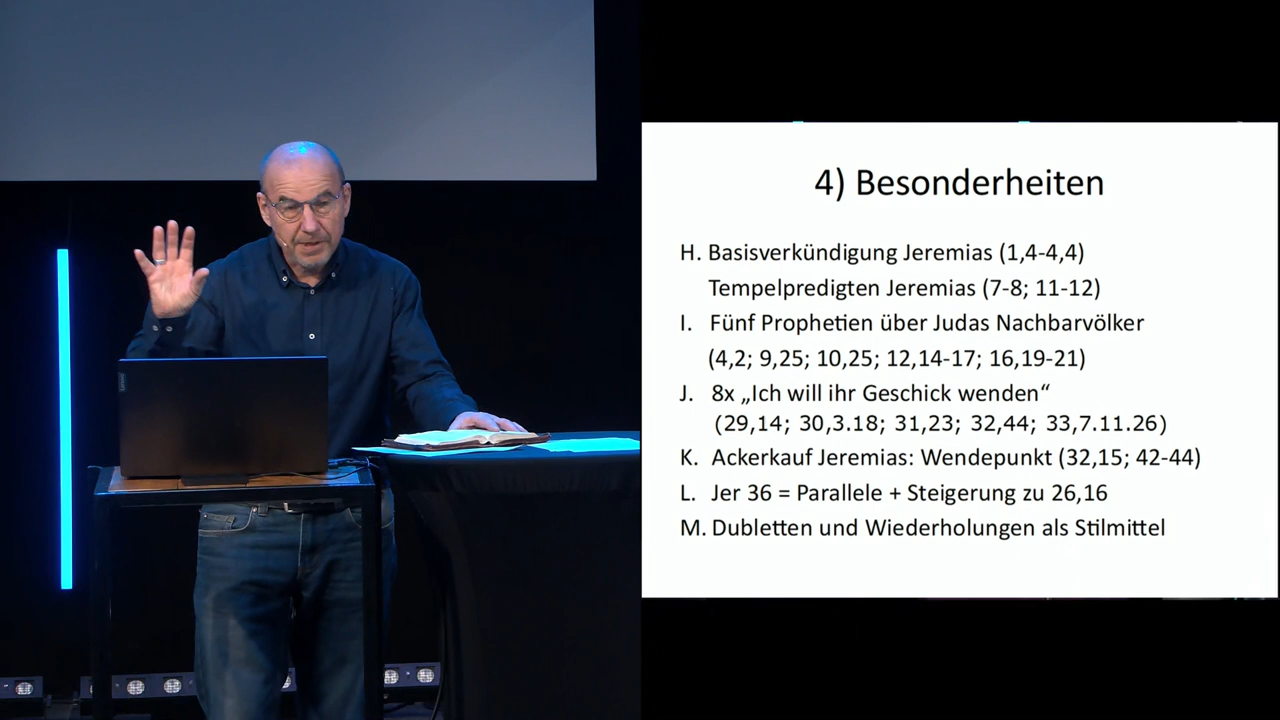 4) Besonderheiten
H. Basisverkündigung Jeremias (1,4-4,4)
Tempelpredigten Jeremias (7-8; 11-12)
I. Fünf Prophetien über Judas Nachbarvölker
(4,2; 9,25; 10,25; 12,14-17; 16,19-21)
J. 8x „Ich will ihr Geschick wenden“
(29,14; 30,3.18; 31,23; 32,44; 33,7.11.26)
K. Ackerkauf Jeremias: Wendepunkt (32,15; 42-44)
L. Jer 36 = Parallele + Steigerung zu 26,16
M. Dubletten und Wiederholungen als Stilmittel
Lenovo